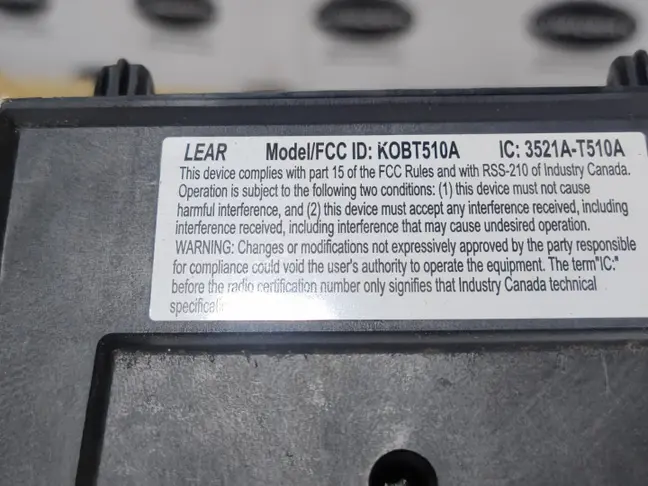 LEAR Model/FCC ID: KOBT510A IC: 3521A-T510A
This device complies with part 15 of the FCC Rules and with RSS-210 of Industry Canada.
Operation is subject to the following two conditions: (1) this device must not cause
harmful interference, and (2) this device must accept any interference received, including
interference received, including interference that may cause undesired operation.
WARNING: Changes or modifications not expressively approved by the party responsible
for compliance could void the user's authority to operate the equipment. The term"IC:"
before the radio certification number only signifies that Industry Canada technical